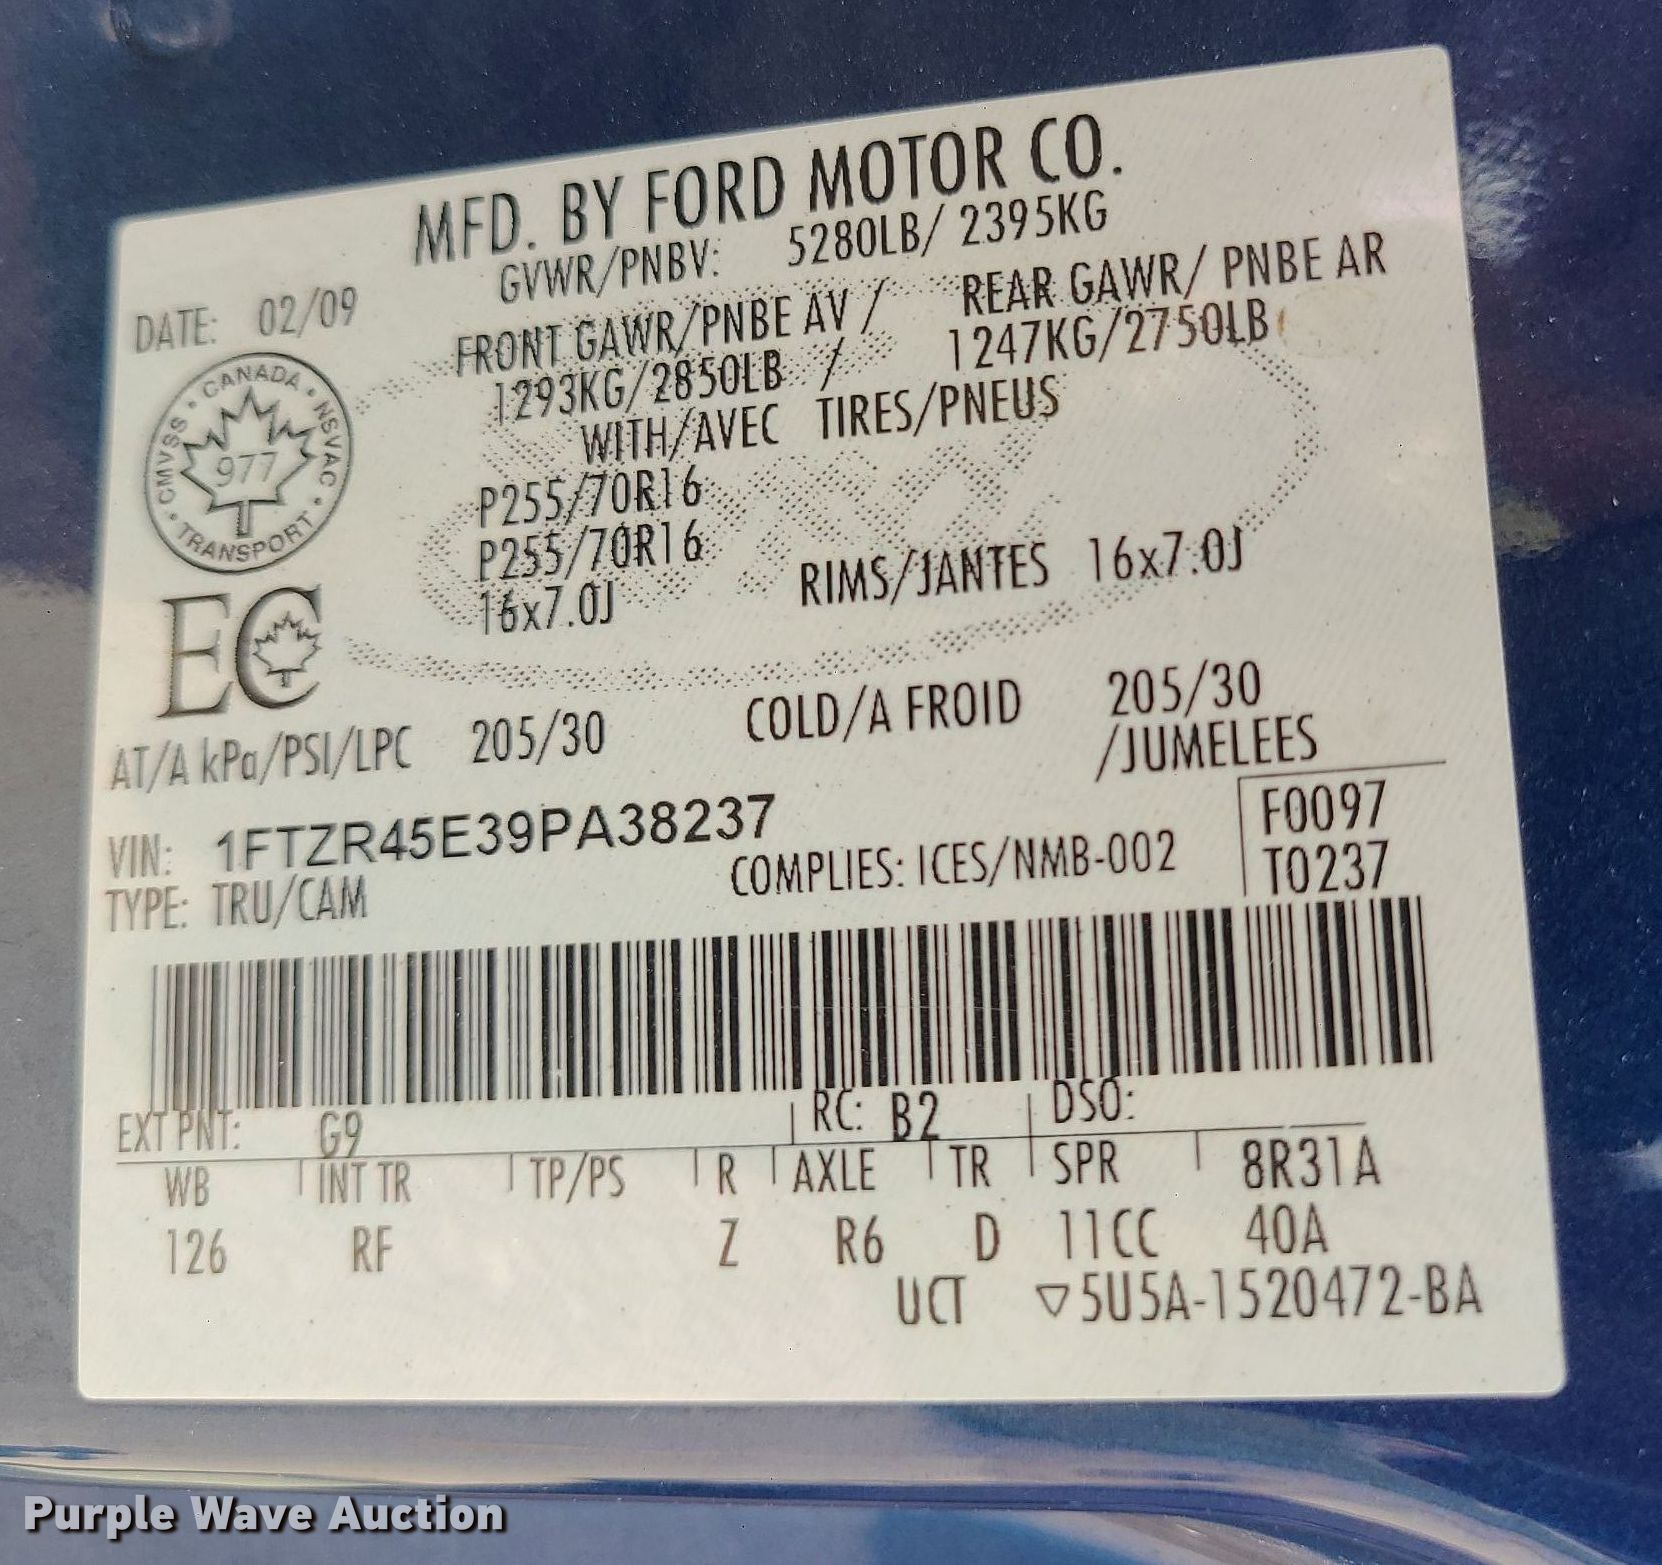 MFD. BY FORD MOTOR CO.
DATE: 02/09 GVWR/PNBV: 5280LB/ 2395KG
FRONT GAWR/PNBE AV / REAR GAWR/ PNBE AR
1293KG/2850LB / 1247KG/2750LB
WITH/AVEC TIRES/PNEUS
P255/70R16
P255/70R16
16x7.0J RIMS/JANTES 16x7.0J
CANADA • NSVAC • TRANSPORT • CMVSS •
977
EC
AT/A kPa/PSI/LPC 205/30 COLD/A FROID 205/30
/JUMELEES
VIN: 1FTZR45E39PA38237 F0097
TYPE: TRU/CAM COMPLIES: ICES/NMB-002 T0237
EXT PNT: G9 RC: B2 DSO:
WB INT TR TP/PS R AXLE TR SPR 8R31A
126 RF Z R6 D 11CC 40A
UCT ▽5U5A-1520472-BA
Purple Wave Auction